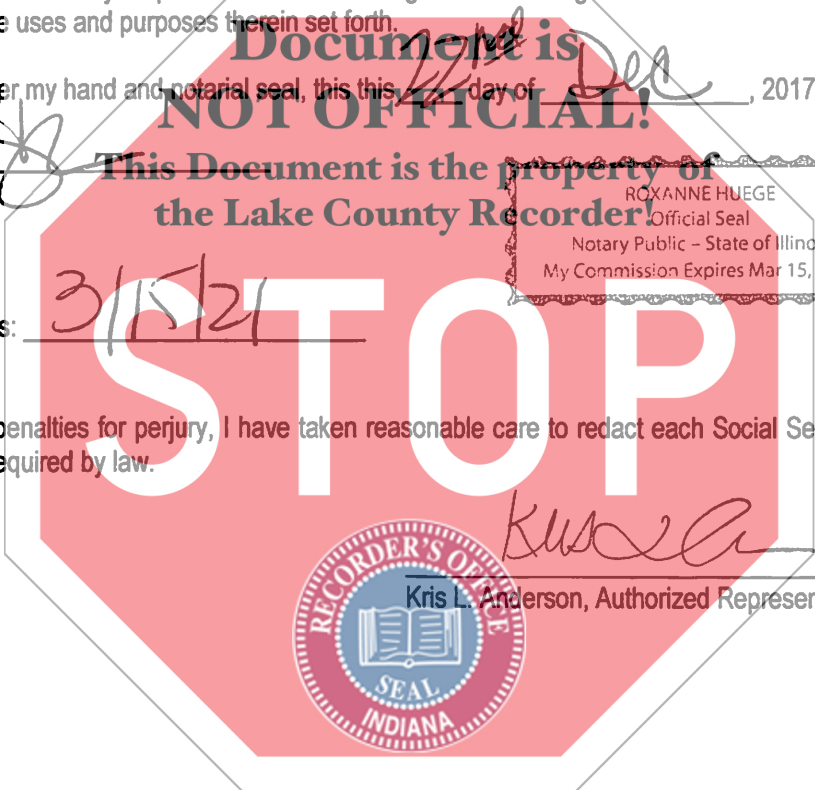 e uses and purposes therein set forth.
Document is
er my hand and notarial seal, this this 22nd day of Dec, 2017
NOT OFFICIAL!
This Document is the property of
the Lake County Recorder!
ROXANNE HUEGE
Official Seal
Notary Public – State of Illino
My Commission Expires Mar 15,
s: 3/15/21
STOP
penalties for perjury, I have taken reasonable care to redact each Social Se
equired by law.
Kris L. Anderson, Authorized Represen
RECORDER'S OFFICE
SEAL
INDIANA